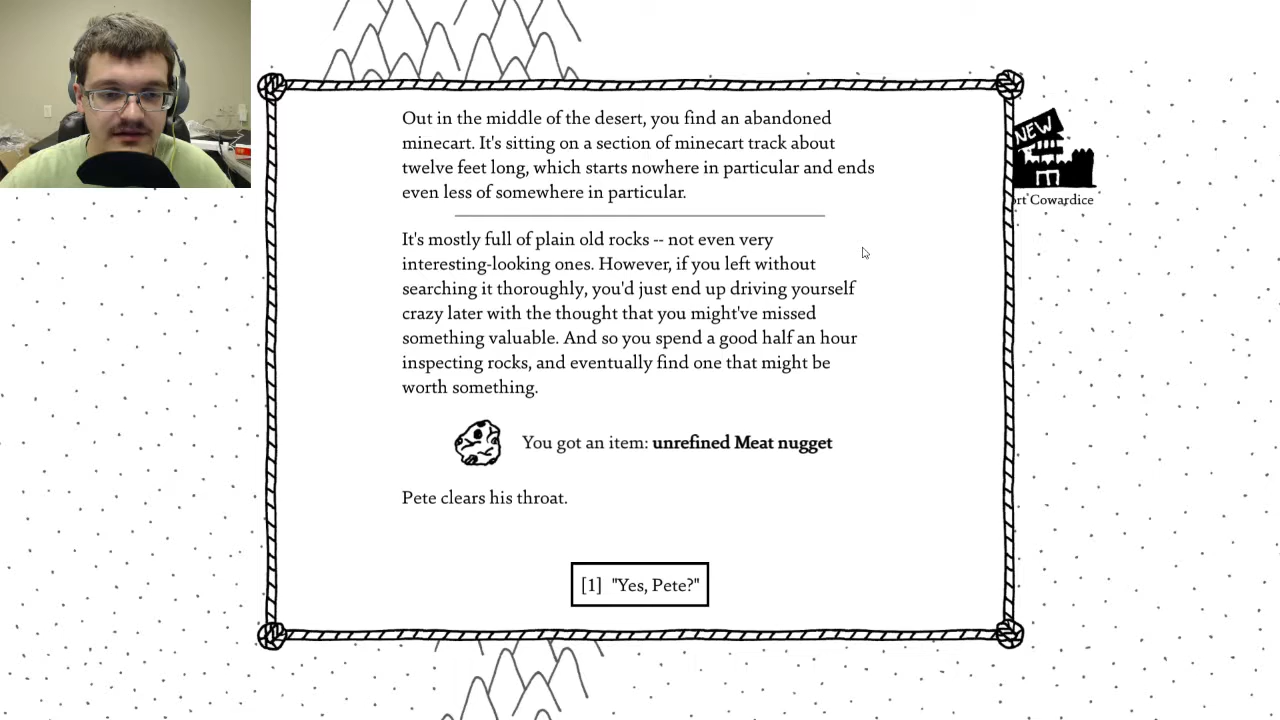 Out in the middle of the desert, you find an abandoned
minecart. It's sitting on a section of minecart track about
twelve feet long, which starts nowhere in particular and ends
even less of somewhere in particular.
NEW
ort Cowardice
It's mostly full of plain old rocks -- not even very
interesting-looking ones. However, if you left without
searching it thoroughly, you'd just end up driving yourself
crazy later with the thought that you might've missed
something valuable. And so you spend a good half an hour
inspecting rocks, and eventually find one that might be
worth something.
You got an item: unrefined Meat nugget
Pete clears his throat.
[1] "Yes, Pete?"